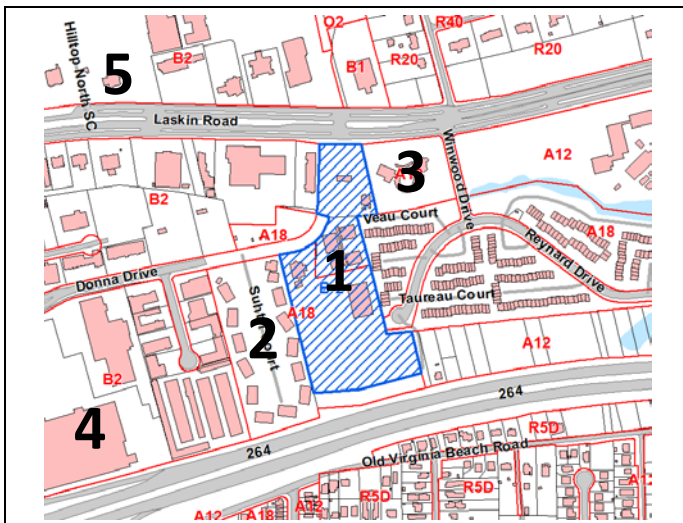 O2
R40
5
B2
B1
R20
R20
Hilltop North SC
Laskin Road
Winwood Drive
3
A12
B2
Veau Court
A18
A18
Reynard Drive
Donna Drive
1
Taureau Court
A18
2
A12
B2
4
264
264
R5D
Old Virginia Beach Road
R5D
R5D
A12
A18
A12